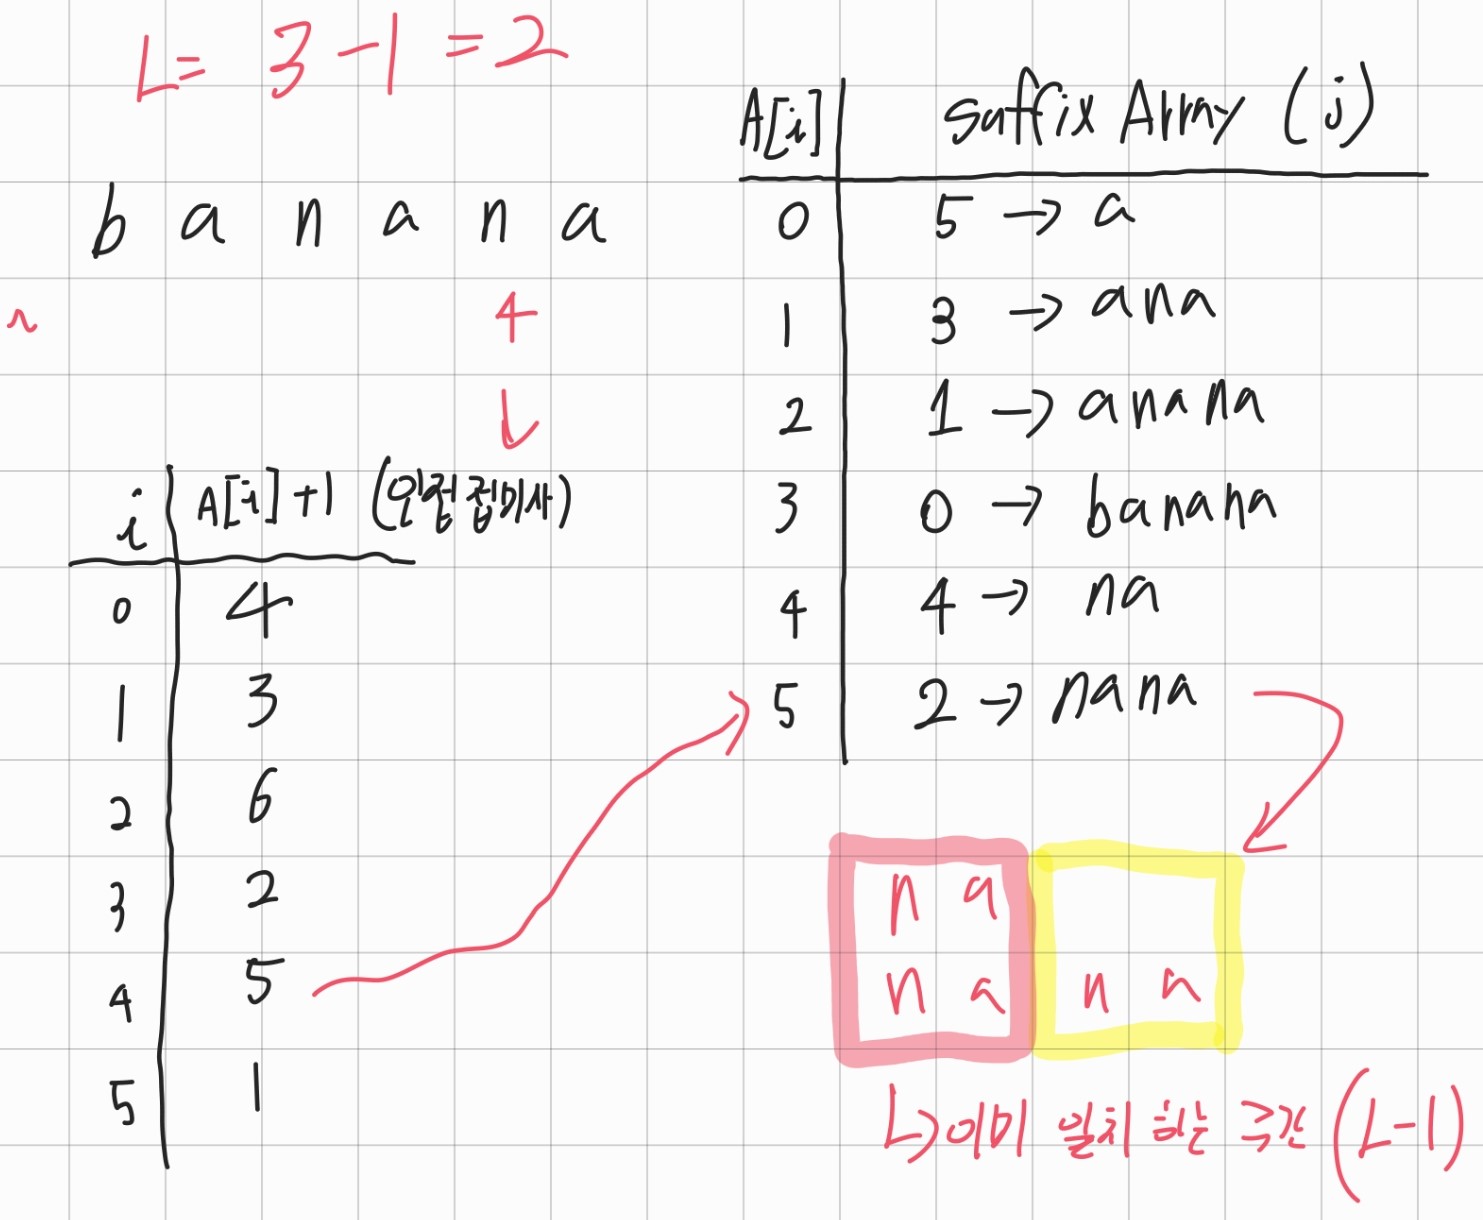 L = 3 - 1 = 2
b a n a n a
~
4
↓
i A[i]+1 (인접접미사)
0 4
1 3
2 6
3 2
4 5
5 1
A[i] Suffix Array (j)
0 5 → a
1 3 → ana
2 1 → anana
3 0 → banana
4 4 → na
5 2 → nana
n a
n a n a
L>이미 일치하는 구간 (L-1)